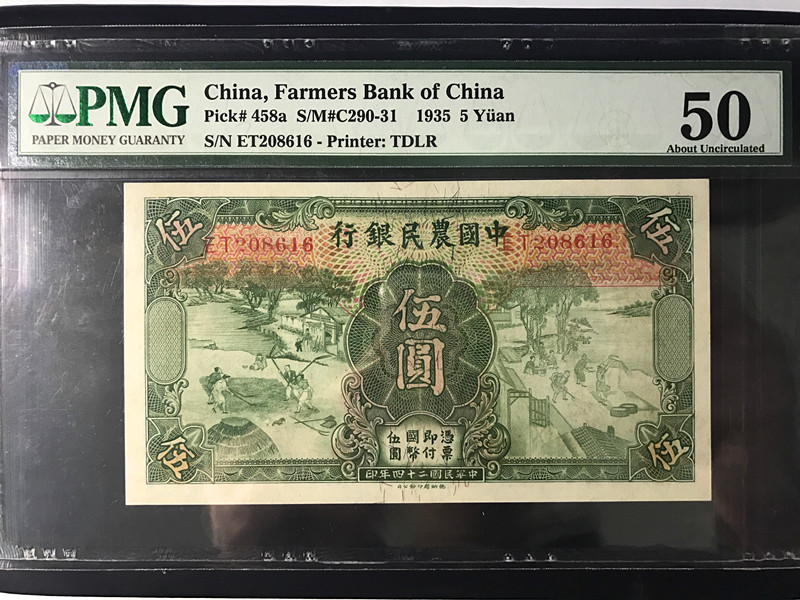 PMG
PAPER MONEY GUARANTY
China, Farmers Bank of China
Pick# 458a S/M#C290-31 1935 5 Yüan
S/N ET208616 - Printer: TDLR
50
About Uncirculated
伍
伍
行銀民農國中
ET208616
ET208616
伍圓
憑票
即付
國幣
伍圓
伍
伍
印年四十二國民華中